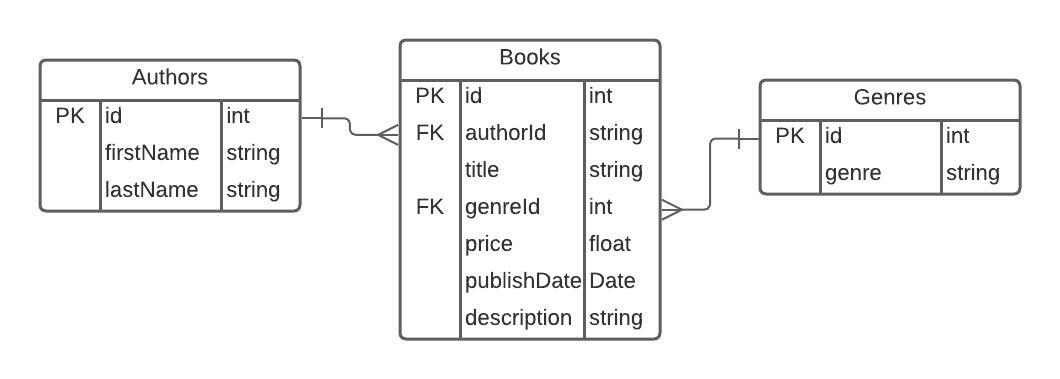 Authors
PK id int
firstName string
lastName string
Books
PK id int
FK authorId string
title string
FK genreId int
price float
publishDate Date
description string
Genres
PK id int
genre string